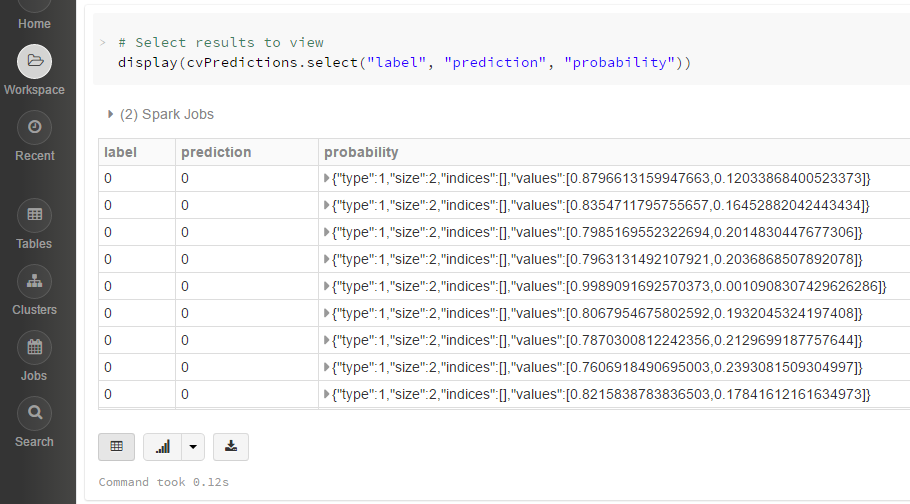 Home
Workspace
Recent
Tables
Clusters
Jobs
Search
> # Select results to view
display(cvPredictions.select("label", "prediction", "probability"))
(2) Spark Jobs
label prediction probability
0 0 {"type":1,"size":2,"indices":[],"values":[0.8796613159947663,0.12033868400523373]}
0 0 {"type":1,"size":2,"indices":[],"values":[0.8354711795755657,0.16452882042443434]}
0 0 {"type":1,"size":2,"indices":[],"values":[0.7985169552322694,0.2014830447677306]}
0 0 {"type":1,"size":2,"indices":[],"values":[0.7963131492107921,0.2036868507892078]}
0 0 {"type":1,"size":2,"indices":[],"values":[0.9989091692570373,0.0010908307429626286]}
0 0 {"type":1,"size":2,"indices":[],"values":[0.8067954675802592,0.1932045324197408]}
0 0 {"type":1,"size":2,"indices":[],"values":[0.7870300812242356,0.2129699187757644]}
0 0 {"type":1,"size":2,"indices":[],"values":[0.7606918490695003,0.2393081509304997]}
0 0 {"type":1,"size":2,"indices":[],"values":[0.8215838783836503,0.17841612161634973]}
Command took 0.12s